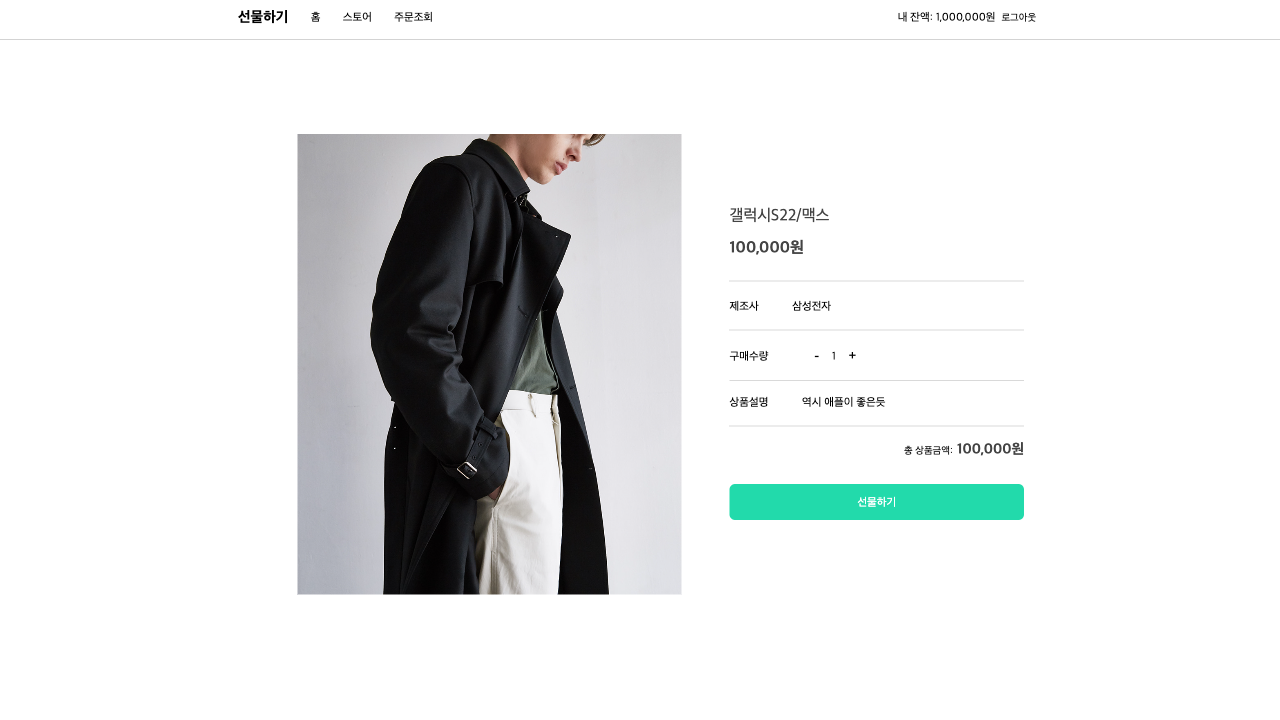 선물하기 홈 스토어 주문조회 내 잔액: 1,000,000원 로그아웃
갤럭시S22/맥스
100,000원
제조사 삼성전자
구매수량 - 1 +
상품설명 역시 애플이 좋은듯
총 상품금액: 100,000원
선물하기